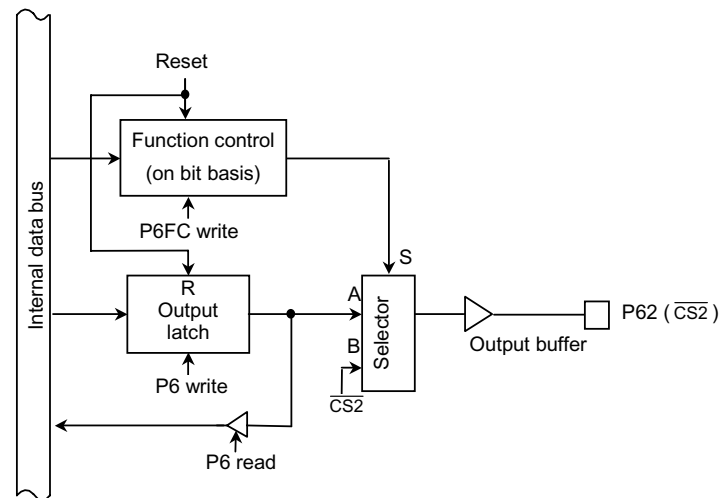 Reset
Function control
(on bit basis)
P6FC write
Internal data bus
S
R
Output
latch
A
B
Selector
P62 ( CS2 )
Output buffer
P6 write
CS2
P6 read